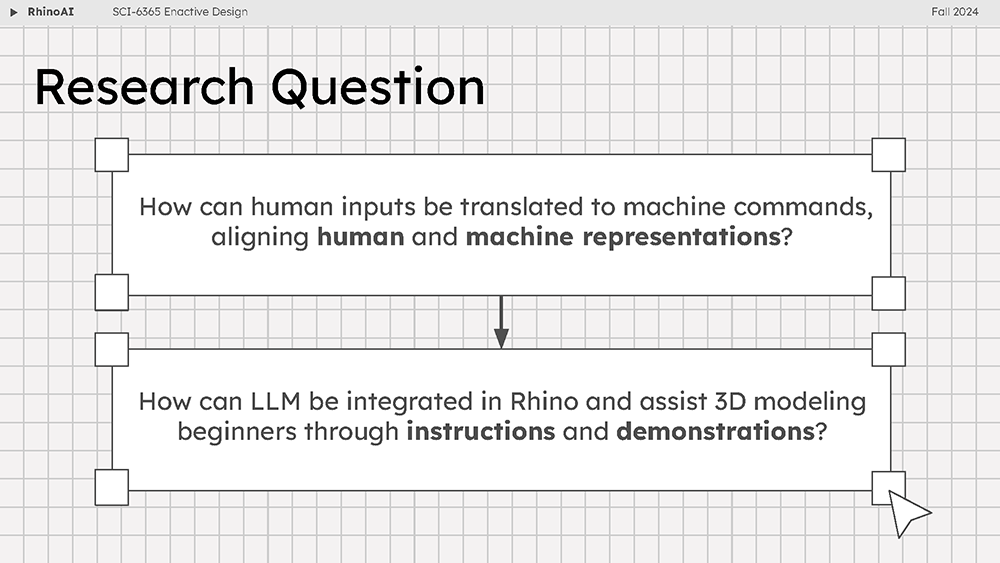 RhinoAI SCI-6365 Enactive Design Fall 2024
Research Question
How can human inputs be translated to machine commands,
aligning human and machine representations?
How can LLM be integrated in Rhino and assist 3D modeling
beginners through instructions and demonstrations?